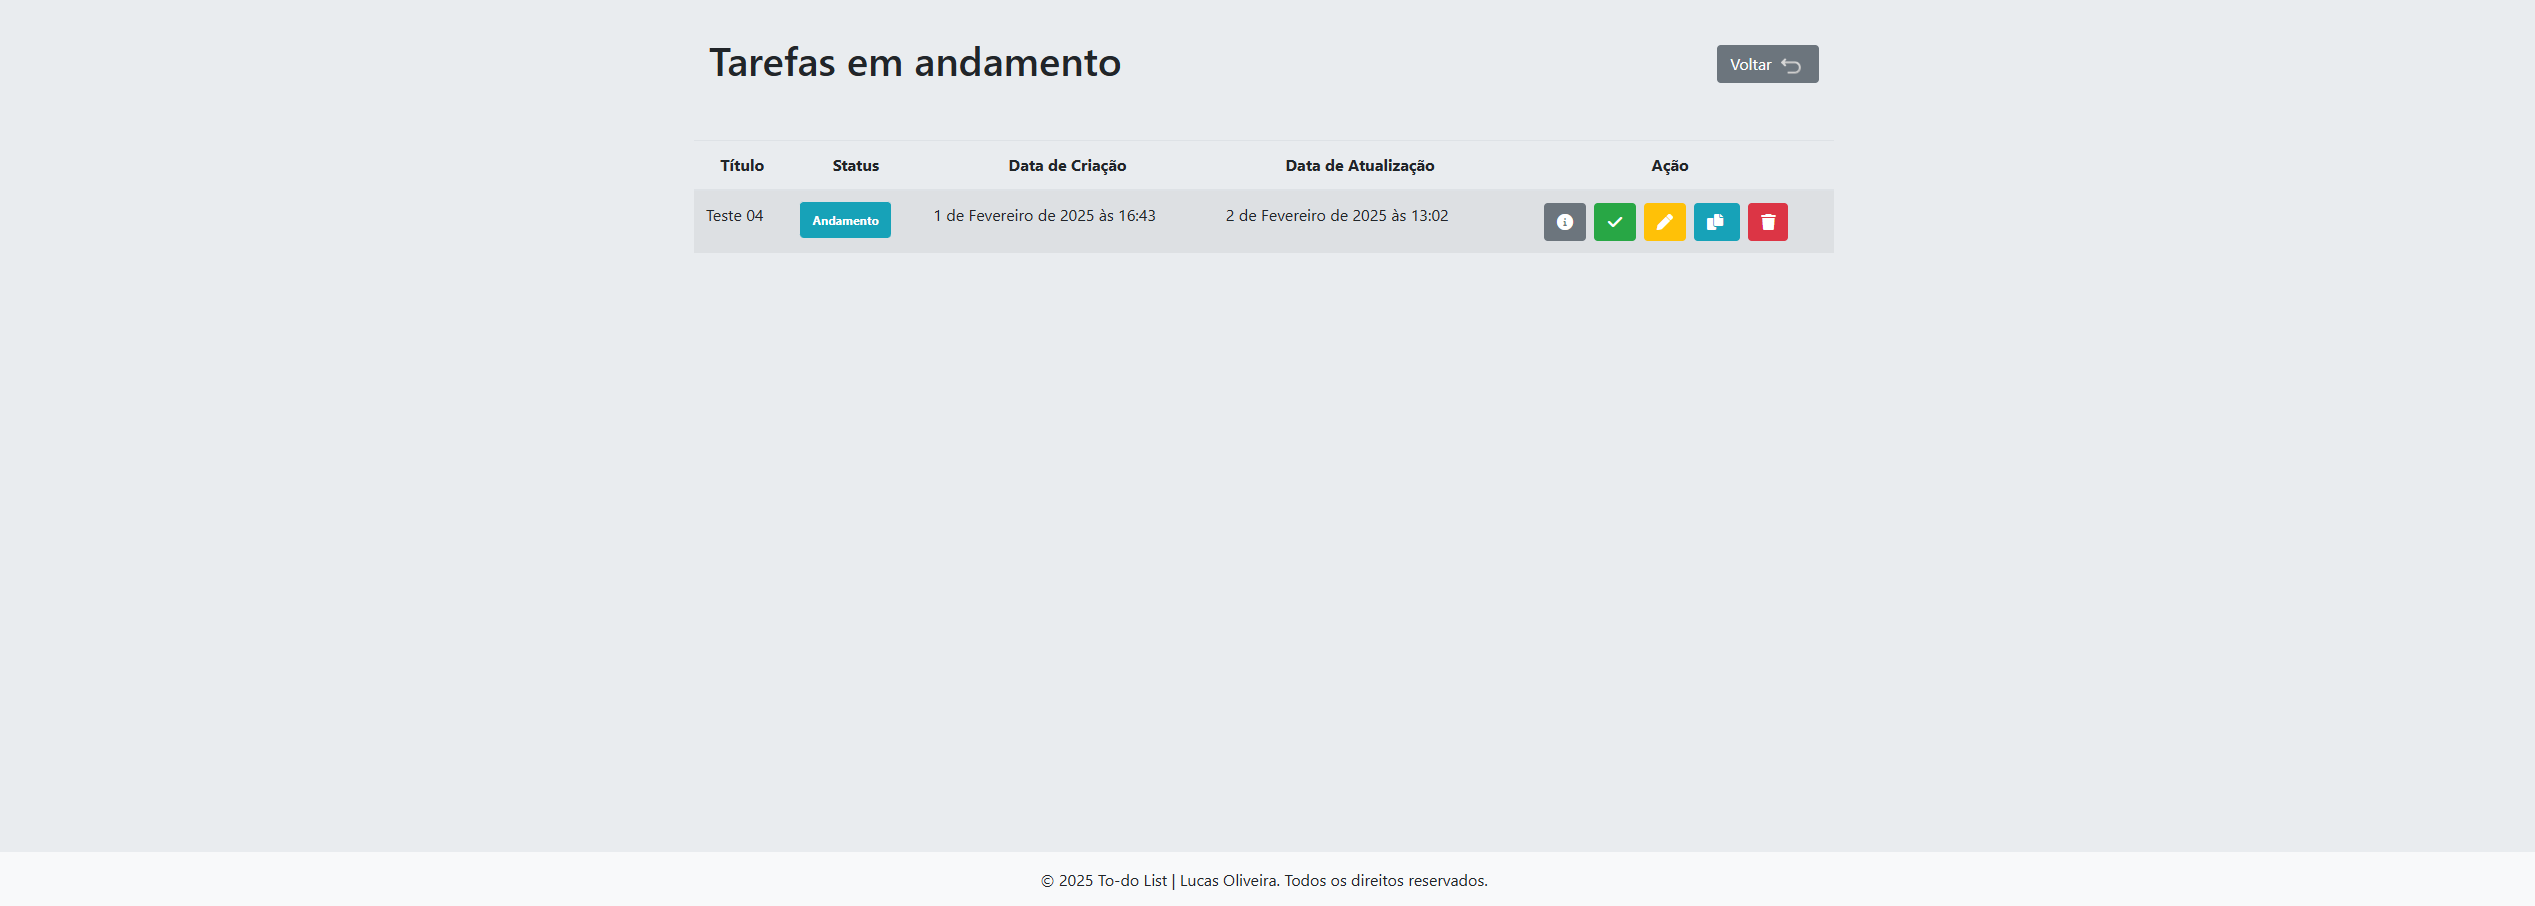 Tarefas em andamento
Voltar
Título Status Data de Criação Data de Atualização Ação
Teste 04 Andamento 1 de Fevereiro de 2025 às 16:43 2 de Fevereiro de 2025 às 13:02
© 2025 To-do List | Lucas Oliveira. Todos os direitos reservados.